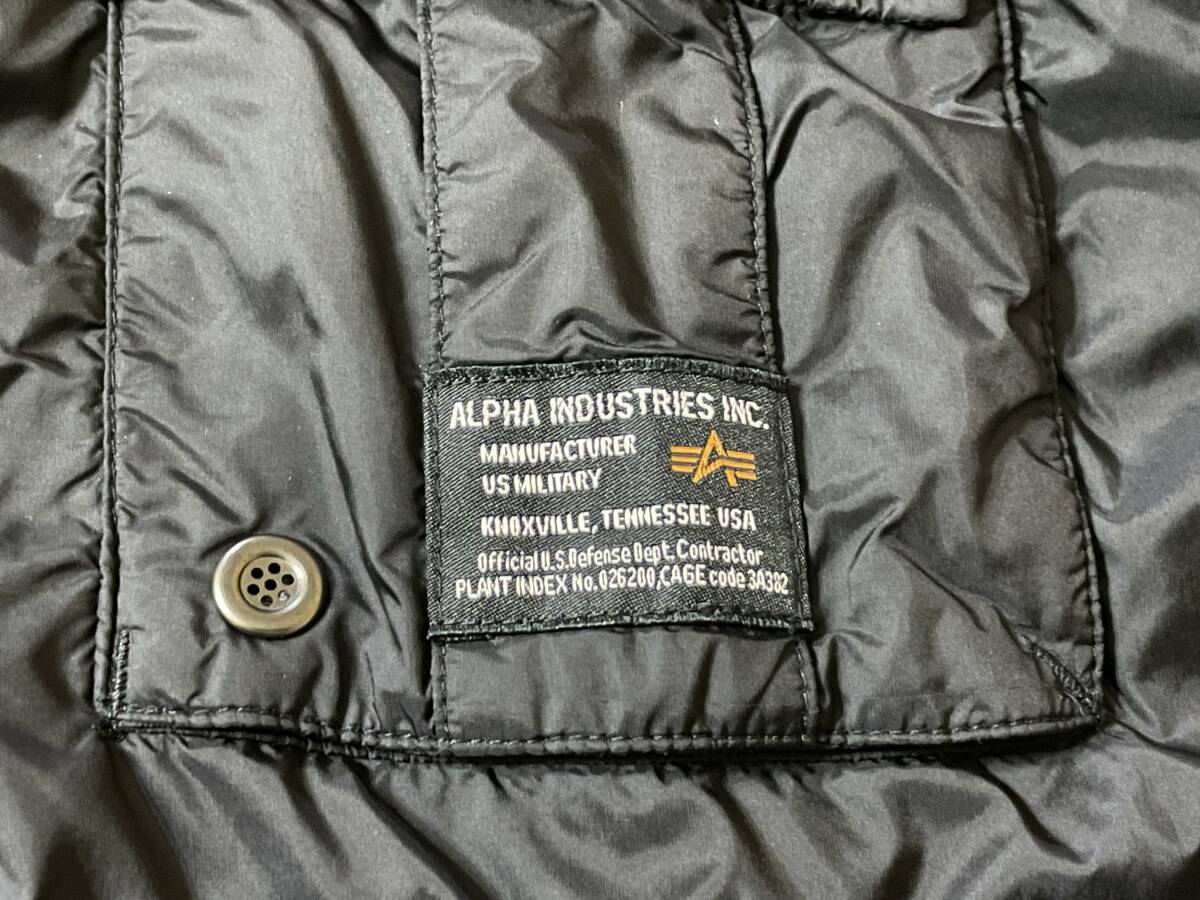 ALPHA INDUSTRIES INC.
MANUFACTURER
US MILITARY
KNOXVILLE, TENNESSEE USA
Official U.S.Defense Dept. Contractor
PLANT INDEX No.026200,CAGE code 3A382